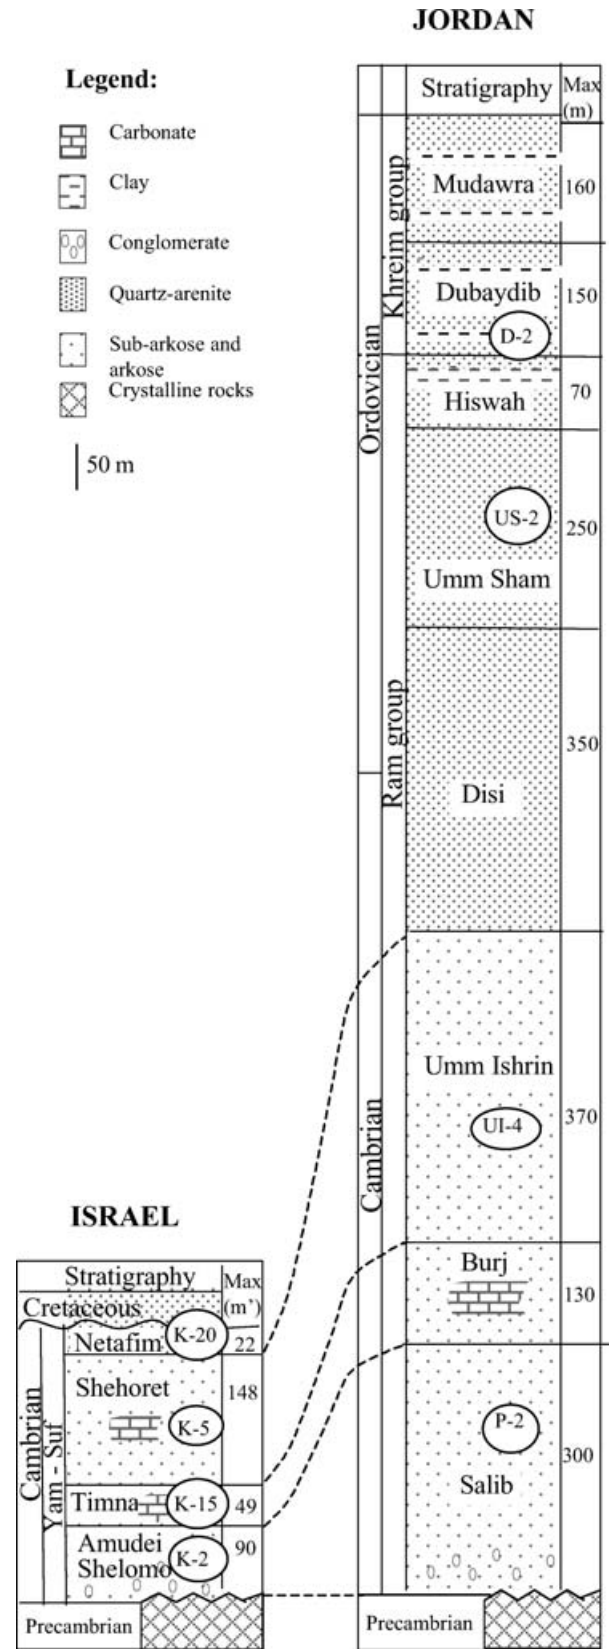 JORDAN
Legend:
Carbonate
Clay
Conglomerate
Quartz-arenite
Sub-arkose and
arkose
Crystalline rocks
50 m
Stratigraphy
Max
(m)
Ordovician
Cambrian
Khreim group
Ram group
Mudawra
160
Dubaydib
150
D-2
Hiswah
70
US-2
Umm Sham
250
Disi
350
Umm Ishrin
370
UI-4
Burj
130
P-2
Salib
300
Precambrian
ISRAEL
Stratigraphy
Max
(m')
Cretaceous
Cambrian
Yam - Suf
Netafim
K-20
22
Shehoret
148
K-5
Timna
K-15
49
Amudei
Shelomo
K-2
90
Precambrian